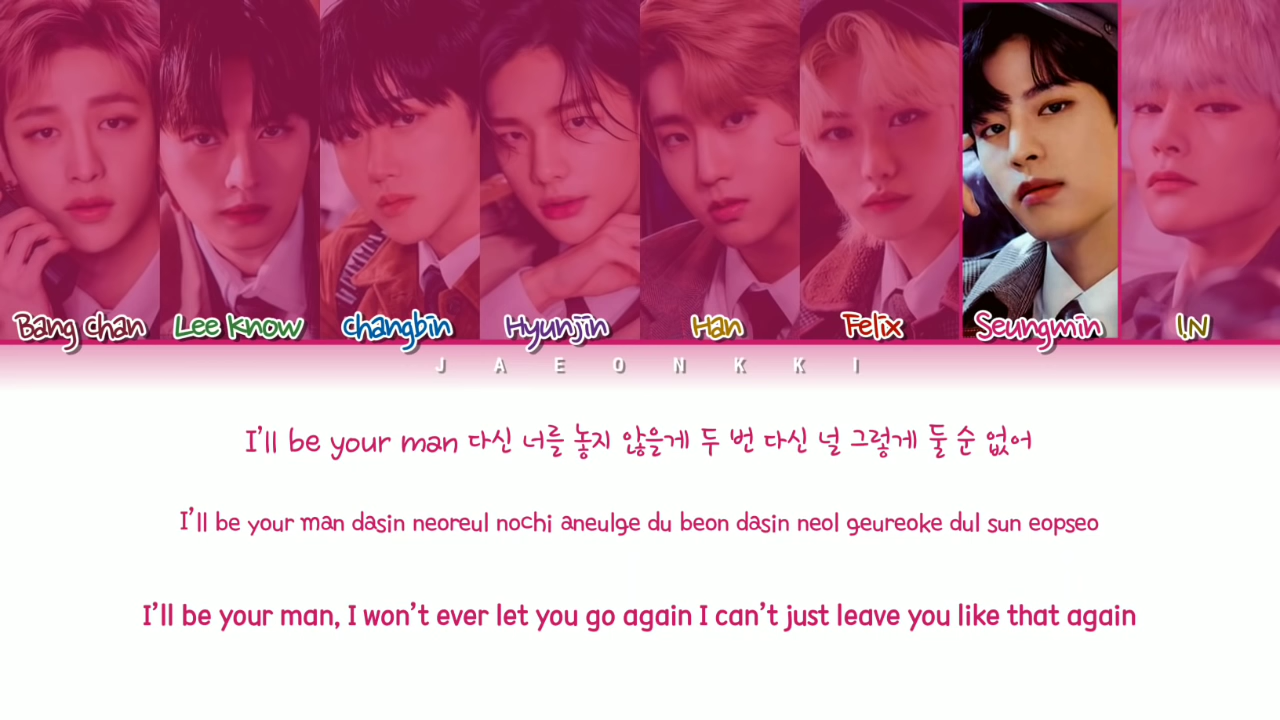 Bang Chan Lee Know Changbin Hyunjin Han Felix Seungmin I.N
JAEONKKI
I'll be your man 다신 너를 놓지 않을게 두 번 다신 널 그렇게 둘 순 없어
I'll be your man dasin neoreul nochi aneulge du beon dasin neol geureoke dul sun eopseo
I'll be your man, I won't ever let you go again I can't just leave you like that again